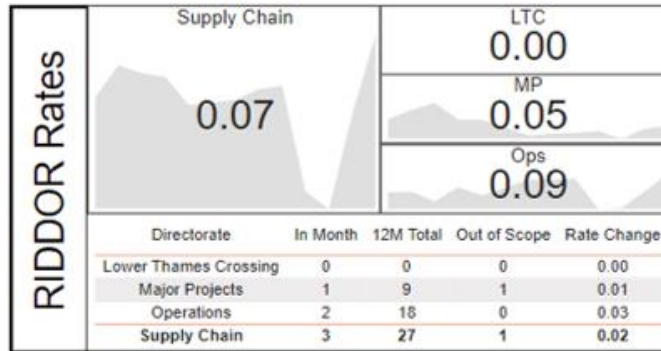 RIDDOR Rates
Supply Chain
0.07
LTC
0.00
MP
0.05
Ops
0.09
Directorate In Month 12M Total Out of Scope Rate Change
Lower Thames Crossing 0 0 0 0.00
Major Projects 1 9 1 0.01
Operations 2 18 0 0.03
Supply Chain 3 27 1 0.02